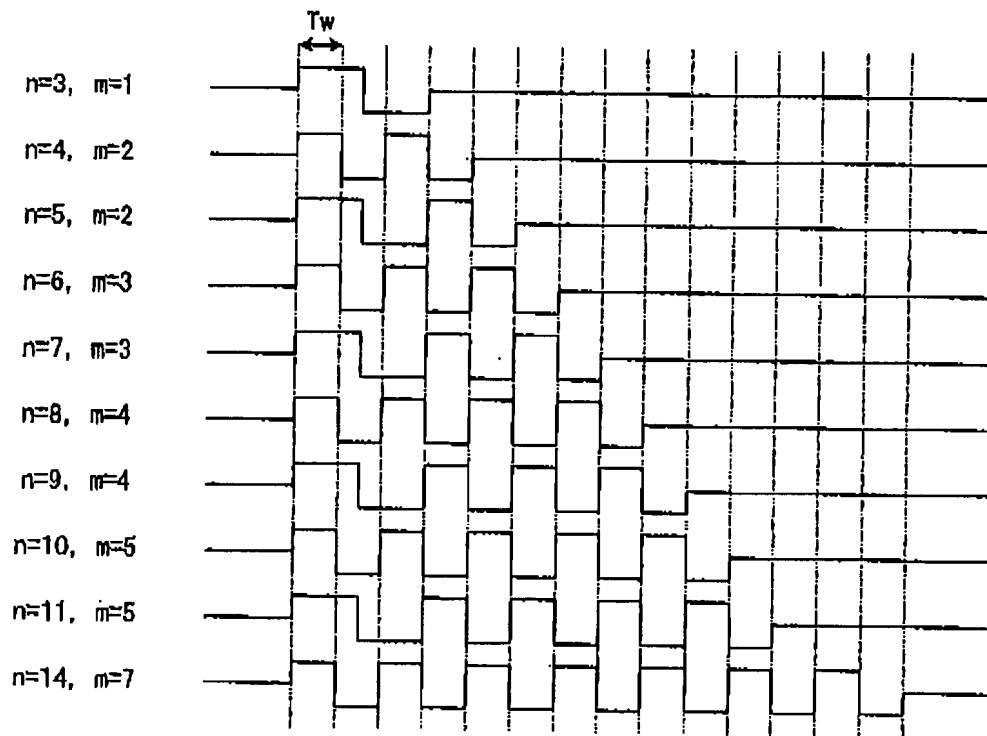 Tw
n=3, m=1
n=4, m=2
n=5, m=2
n=6, m=3
n=7, m=3
n=8, m=4
n=9, m=4
n=10, m=5
n=11, m=5
n=14, m=7